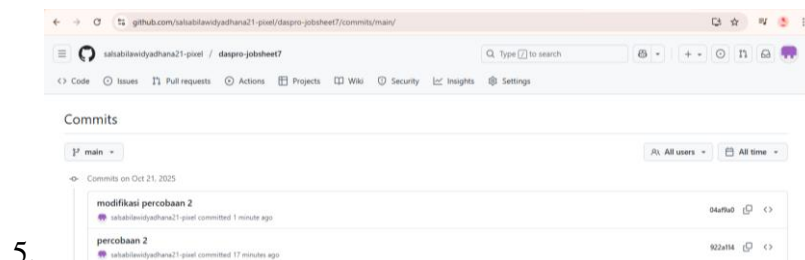 github.com/salsabilawidyadhana21-pixel/daspro-jobsheet7/commits/main/
salsabilawidyadhana21-pixel / daspro-jobsheet7
Type / to search
Code Issues Pull requests Actions Projects Wiki Security Insights Settings
Commits
main
All users All time
Commits on Oct 21, 2025
modifikasi percobaan 2
salsabilawidyadhana21-pixel committed 1 minute ago
04af9a0
percobaan 2
salsabilawidyadhana21-pixel committed 17 minutes ago
922a114
5.